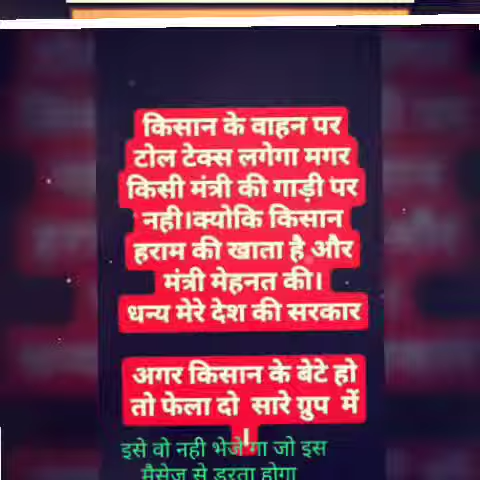 किसान के वाहन पर
टोल टेक्स लगेगा मगर
किसी मंत्री की गाड़ी पर
नही।क्योकि किसान
हराम की खाता है और
मंत्री मेहनत की।
धन्य मेरे देश की सरकार
अगर किसान के बेटे हो
तो फेला दो सारे ग्रुप में
।
इसे वो नही भेजेगा जो इस
मैसेज से डरता होगा